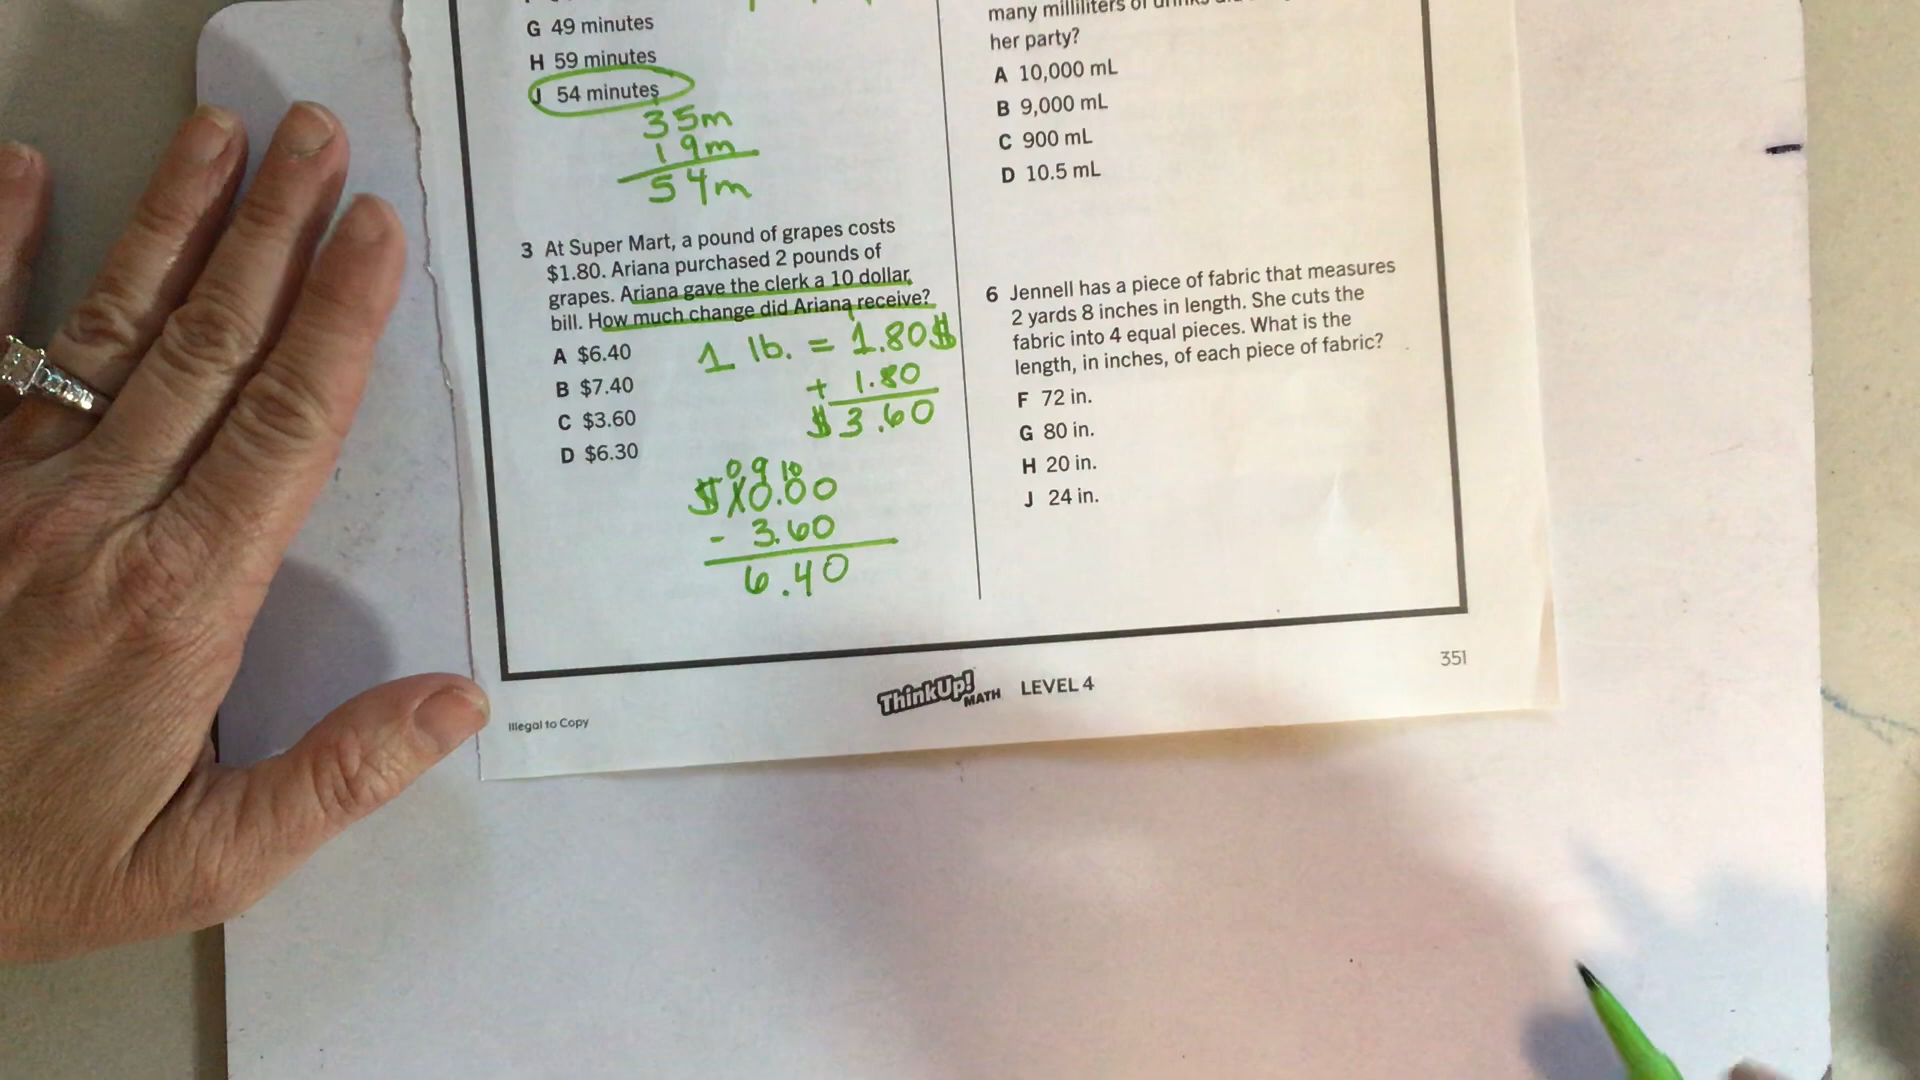 G 49 minutes
H 59 minutes
J 54 minutes
35m
19m
54m
3 At Super Mart, a pound of grapes costs
$1.80. Ariana purchased 2 pounds of
grapes. Ariana gave the clerk a 10 dollar
bill. How much change did Ariana receive?
A $6.40
B $7.40
C $3.60
D $6.30
1 lb. = 1.80$
+ 1.80
$3.60
0 9 10
$10.00
- 3.60
6.40
many milliliters of
her party?
A 10,000 mL
B 9,000 mL
C 900 mL
D 10.5 mL
6 Jennell has a piece of fabric that measures
2 yards 8 inches in length. She cuts the
fabric into 4 equal pieces. What is the
length, in inches, of each piece of fabric?
F 72 in.
G 80 in.
H 20 in.
J 24 in.
351
Illegal to Copy
ThinkUp! MATH LEVEL 4